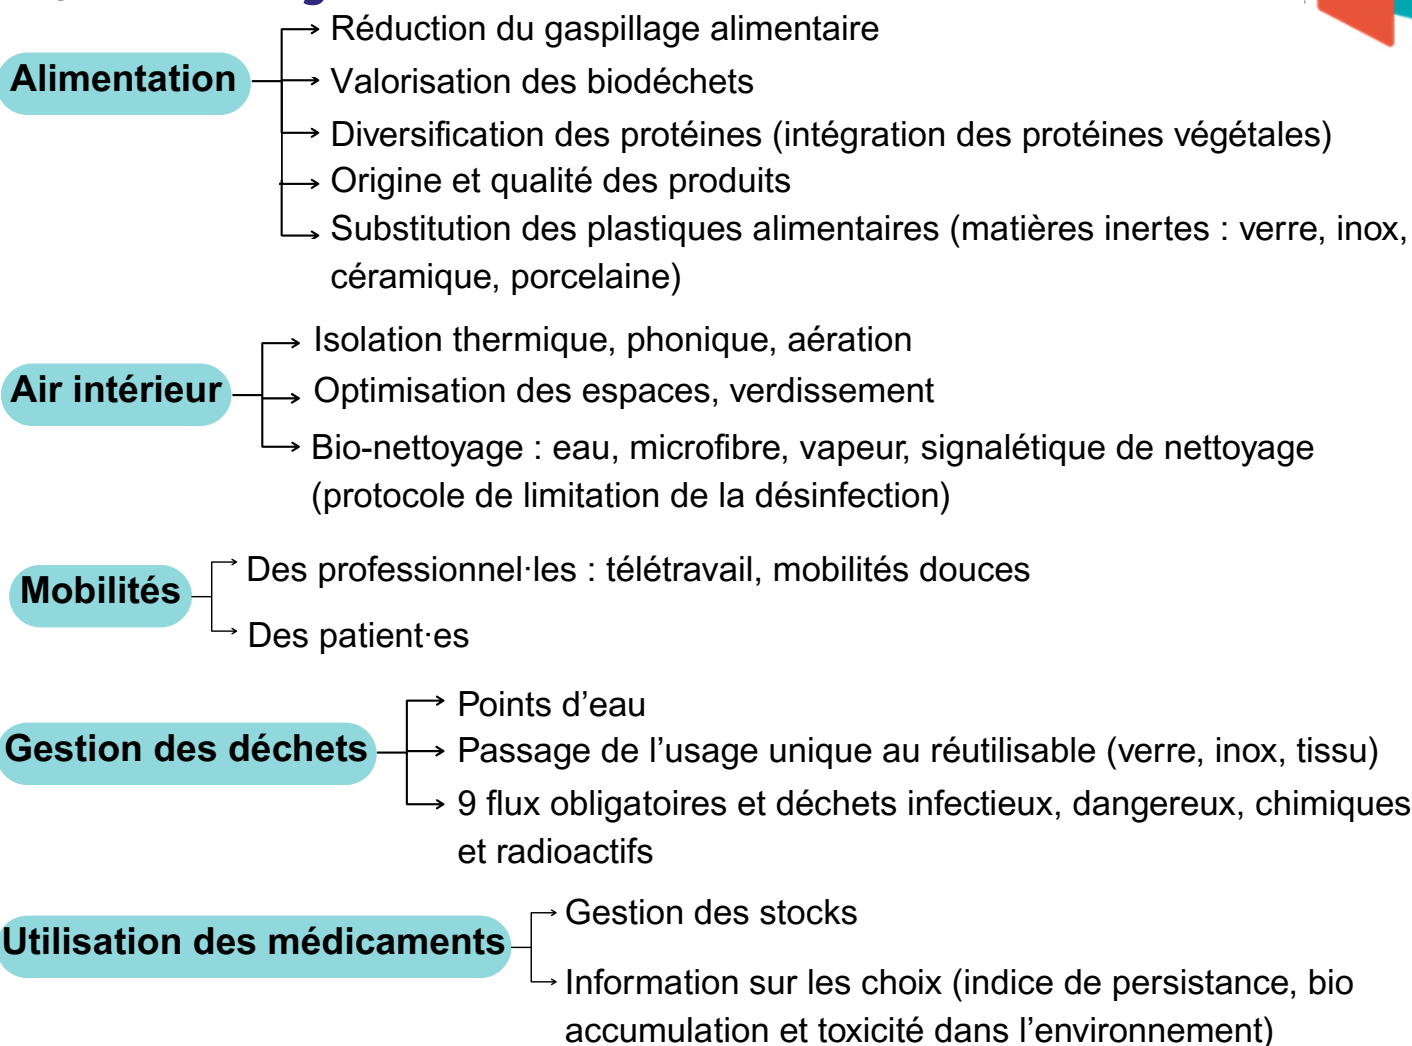 Réduction du gaspillage alimentaire
Alimentation
Valorisation des biodéchets
Diversification des protéines (intégration des protéines végétales)
Origine et qualité des produits
Substitution des plastiques alimentaires (matières inertes : verre, inox,
céramique, porcelaine)
Isolation thermique, phonique, aération
Air intérieur
Optimisation des espaces, verdissement
Bio-nettoyage : eau, microfibre, vapeur, signalétique de nettoyage
(protocole de limitation de la désinfection)
Mobilités
Des professionnel·les : télétravail, mobilités douces
Des patient·es
Points d’eau
Gestion des déchets
Passage de l’usage unique au réutilisable (verre, inox, tissu)
9 flux obligatoires et déchets infectieux, dangereux, chimiques
et radioactifs
Utilisation des médicaments
Gestion des stocks
Information sur les choix (indice de persistance, bio
accumulation et toxicité dans l’environnement)